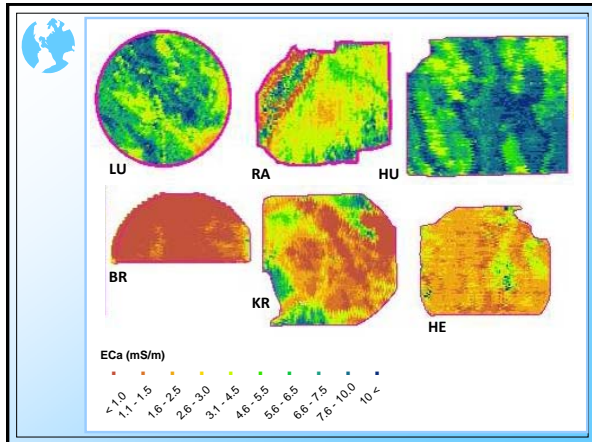 LU
RA
HU
BR
KR
HE
ECa (mS/m)
< 1.0
1.1 - 1.5
1.6 - 2.5
2.6 - 3.0
3.1 - 4.5
4.6 - 5.5
5.6 - 6.5
6.6 - 7.5
7.6 - 10.0
10 <